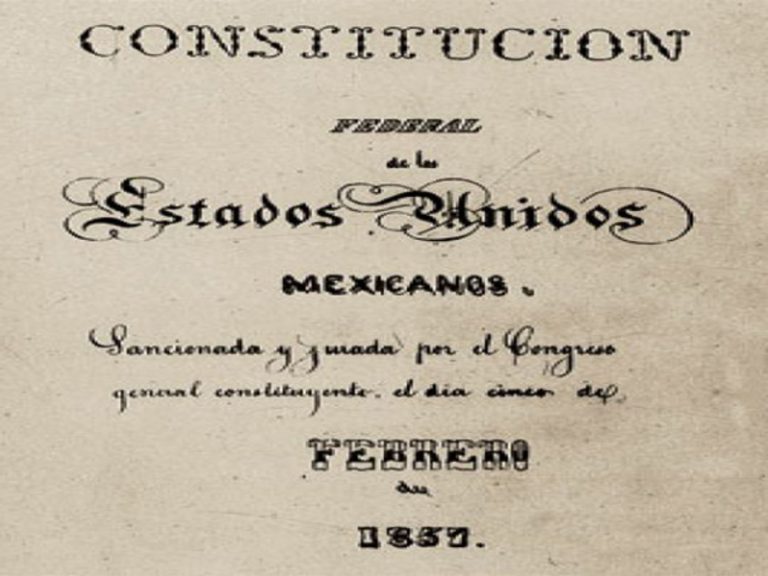 CONSTITUCION
FEDERAL
de los
Estados Unidos
MEXICANOS.
Sancionada y jurada por el Congreso
general constituyente, el dia cinco de
FEBRERO
de
1857.